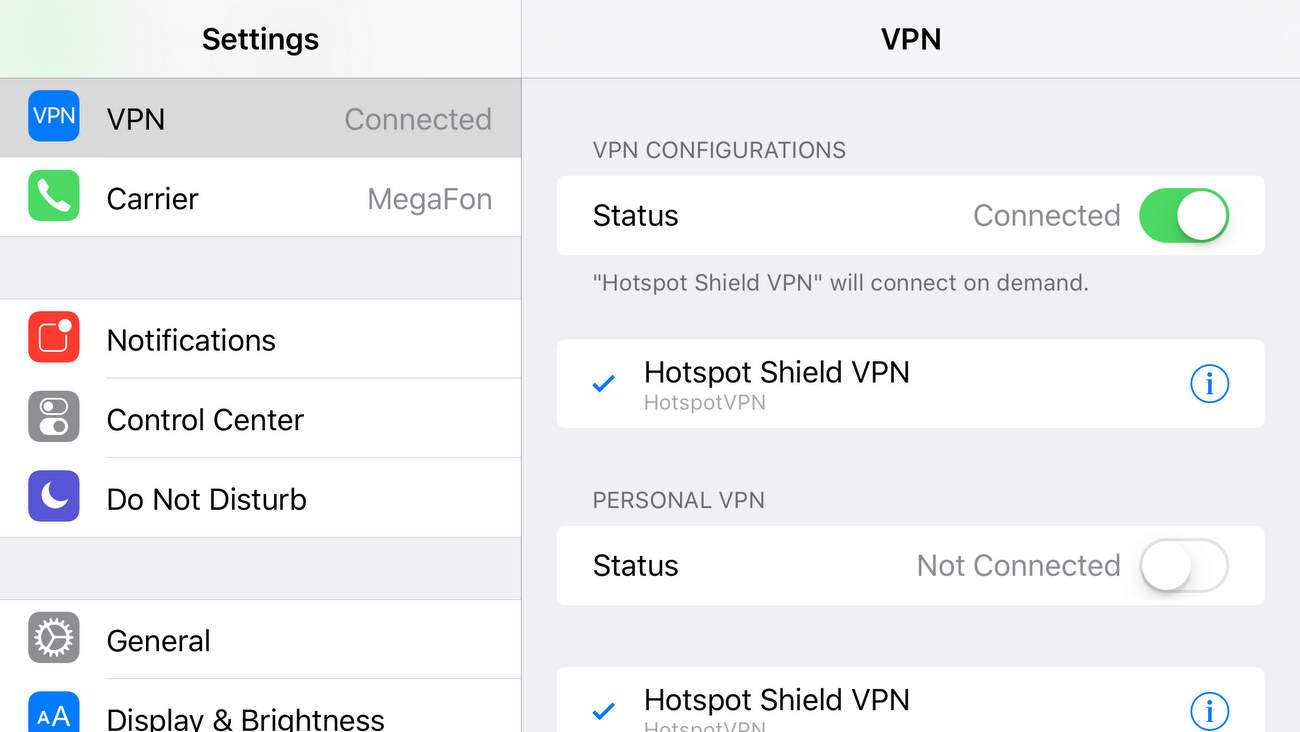 Settings
VPN
VPN
VPN
Connected
Carrier
MegaFon
Notifications
Control Center
Do Not Disturb
General
AA
Display & Brightness
VPN CONFIGURATIONS
Status
Connected
"Hotspot Shield VPN" will connect on demand.
Hotspot Shield VPN
HotspotVPN
i
PERSONAL VPN
Status
Not Connected
Hotspot Shield VPN
HotspotVPN
i